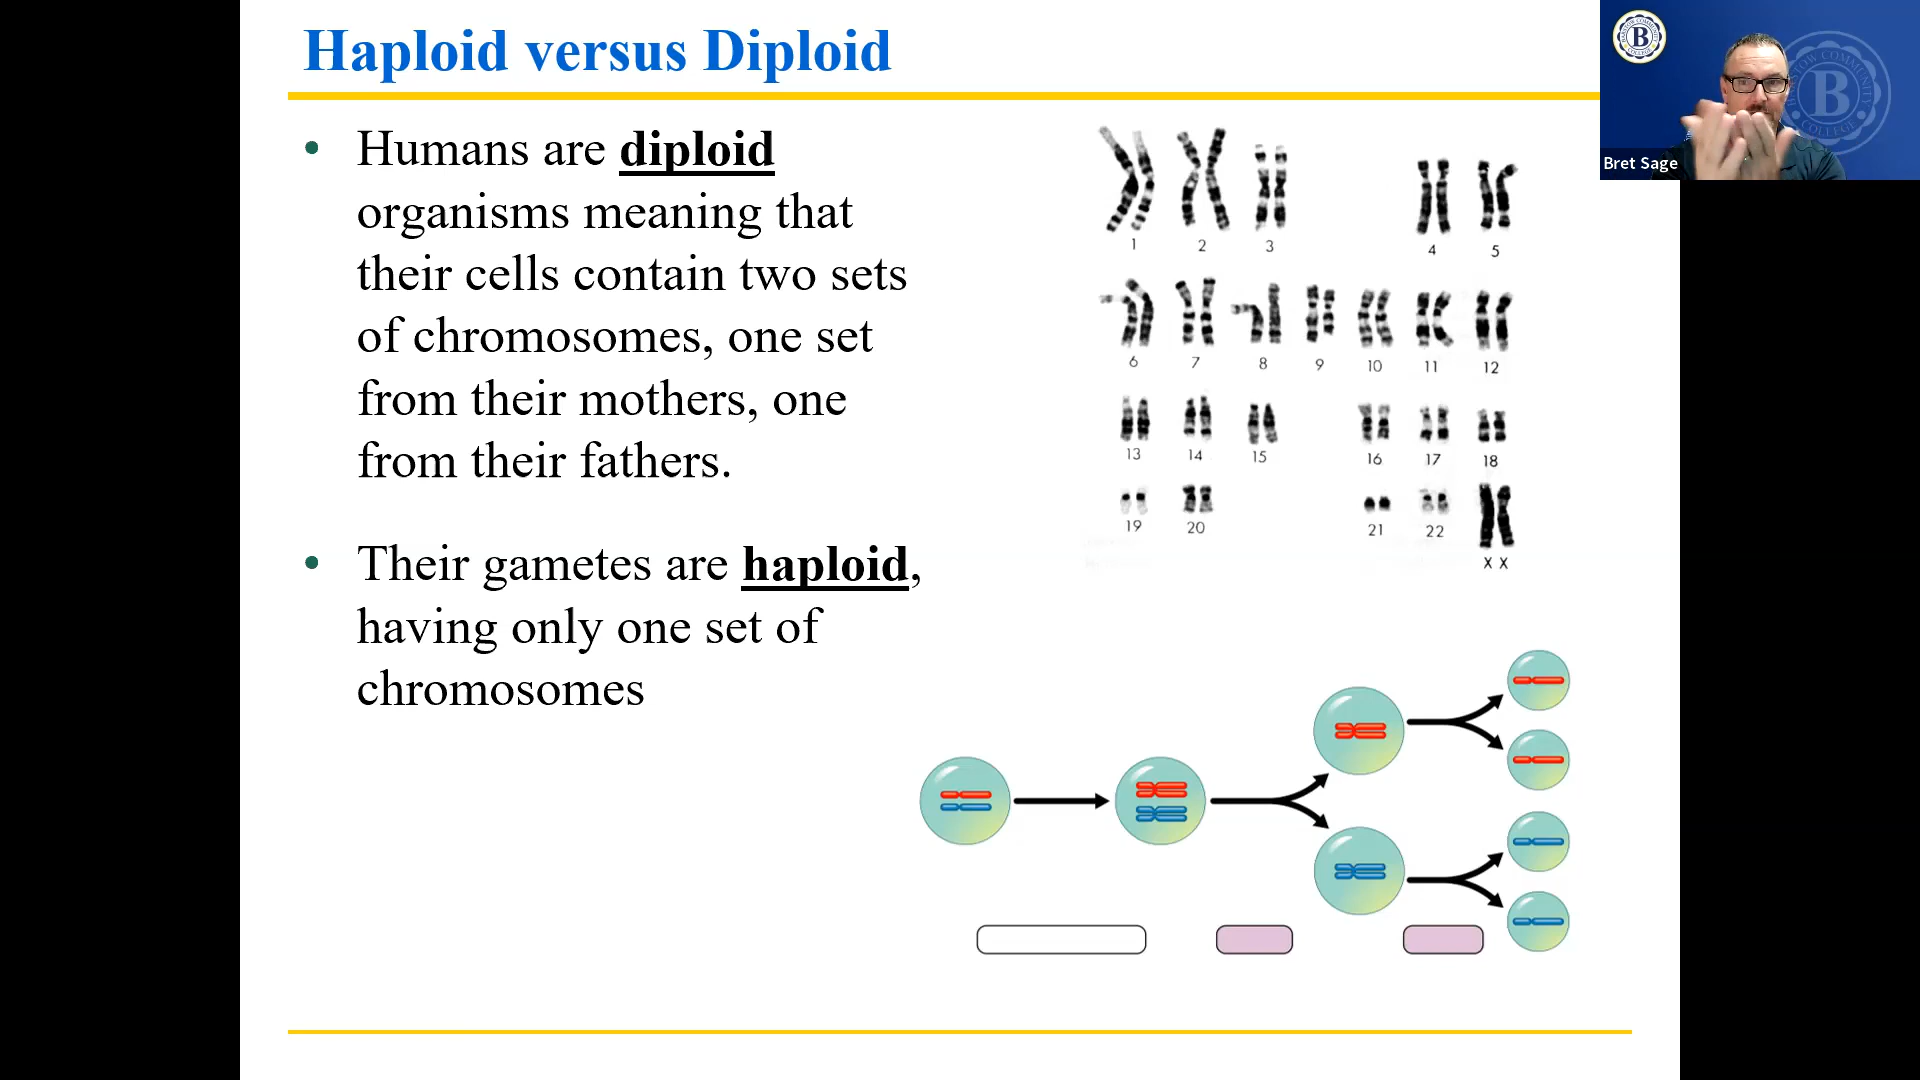 Haploid versus Diploid
• Humans are diploid
organisms meaning that
their cells contain two sets
of chromosomes, one set
from their mothers, one
from their fathers.
• Their gametes are haploid,
having only one set of
chromosomes
1 2 3 4 5
6 7 8 9 10 11 12
13 14 15 16 17 18
19 20 21 22
X X
B
Bret Sage
B
BARSTOW COMMUNITY
COLLEGE